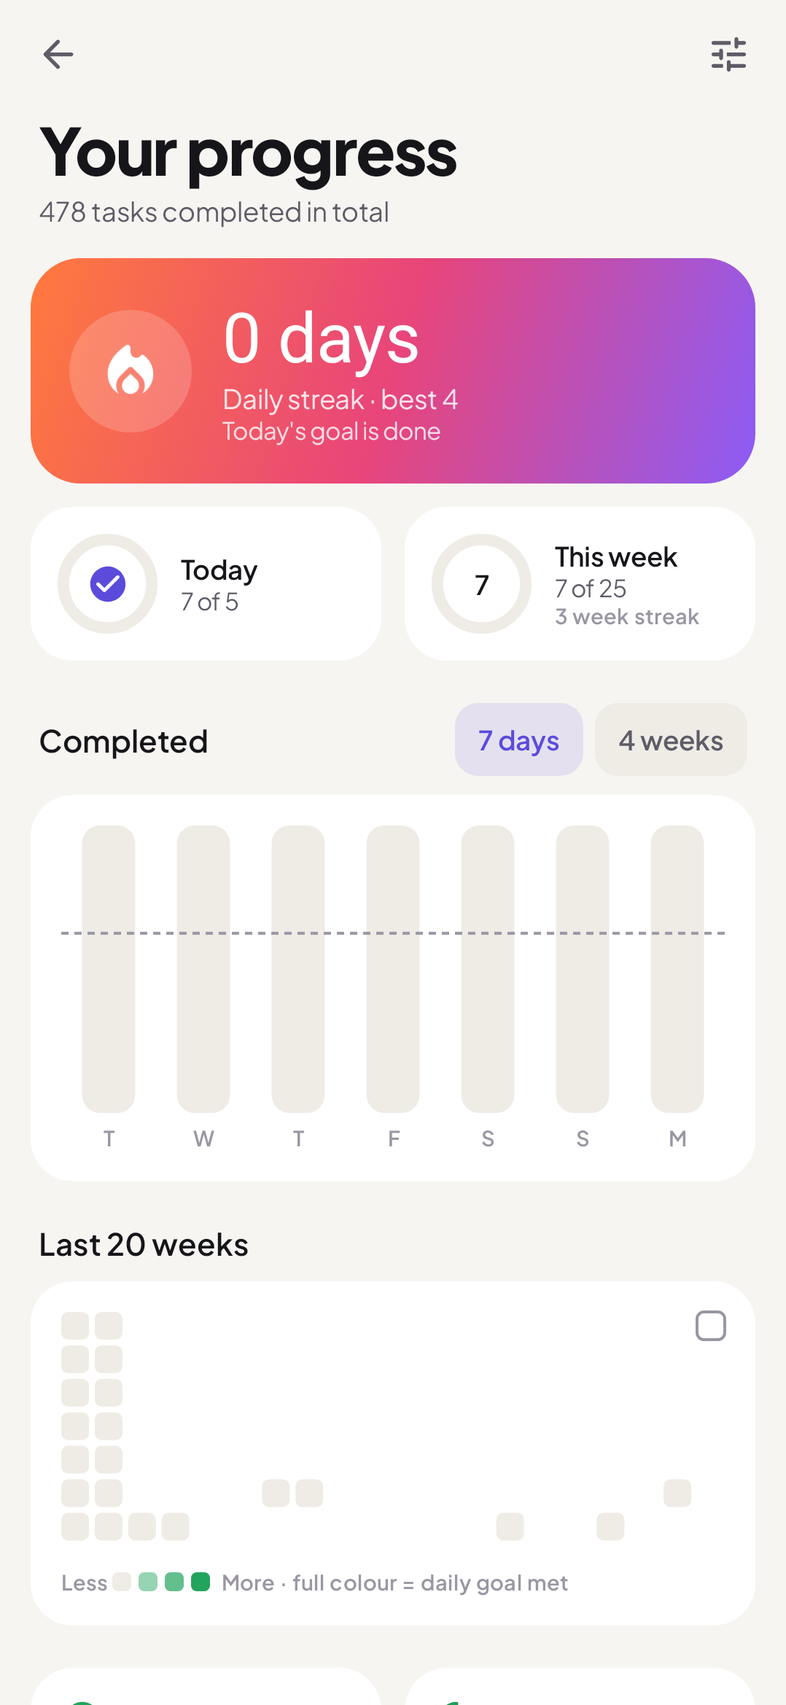 Your progress
478 tasks completed in total
0 days
Daily streak · best 4
Today's goal is done
Today
7 of 5
7
This week
7 of 25
3 week streak
Completed
7 days
4 weeks
T W T F S S M
Last 20 weeks
Less More · full colour = daily goal met